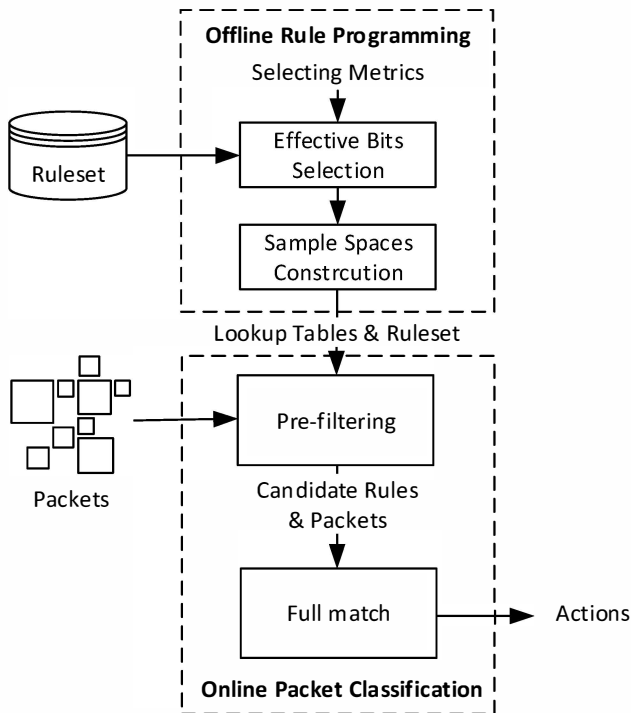 Offline Rule Programming
Selecting Metrics
Ruleset
Effective Bits
Selection
Sample Spaces
Constrcution
Lookup Tables & Ruleset
Pre-filtering
Packets
Candidate Rules
& Packets
Full match
Actions
Online Packet Classification